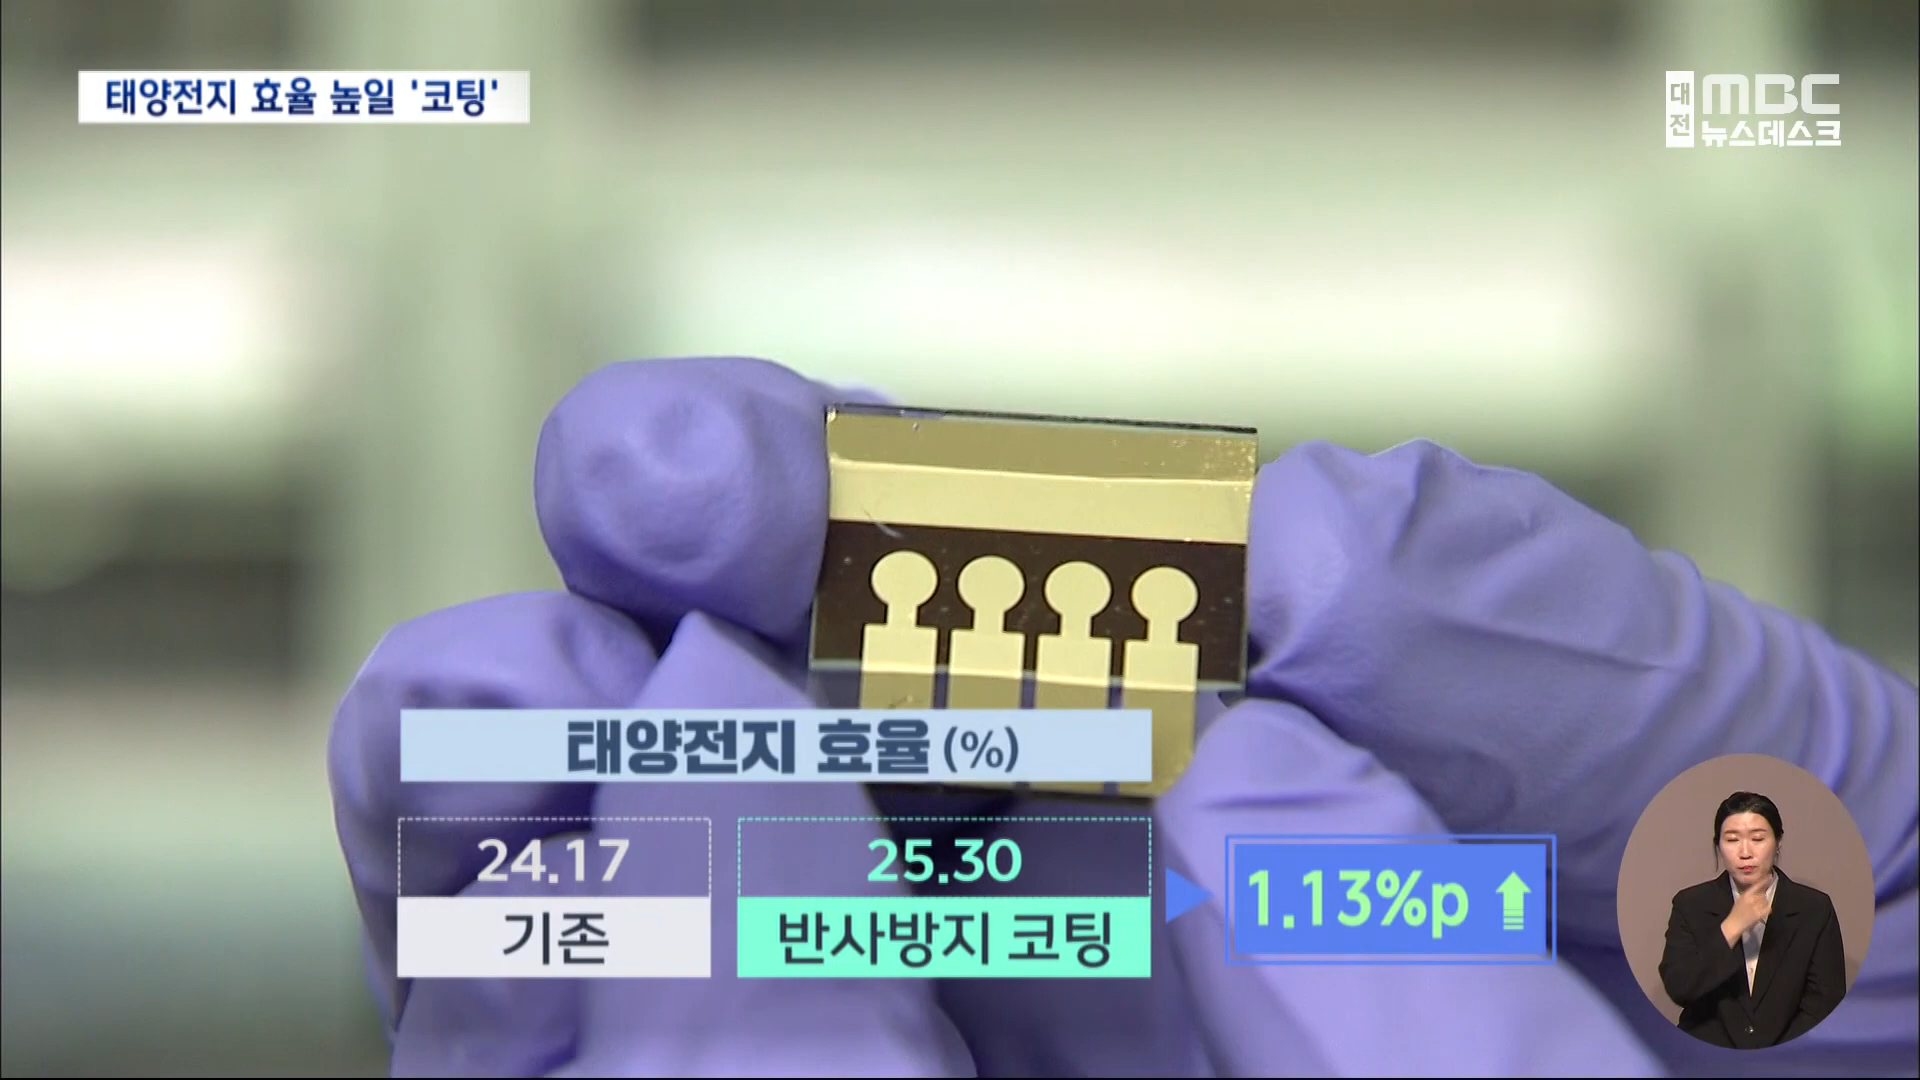 태양전지 효율 높일 '코팅'
대전 MBC
뉴스데스크
태양전지 효율 (%)
24.17
25.30
1.13%p
기존
반사방지 코팅